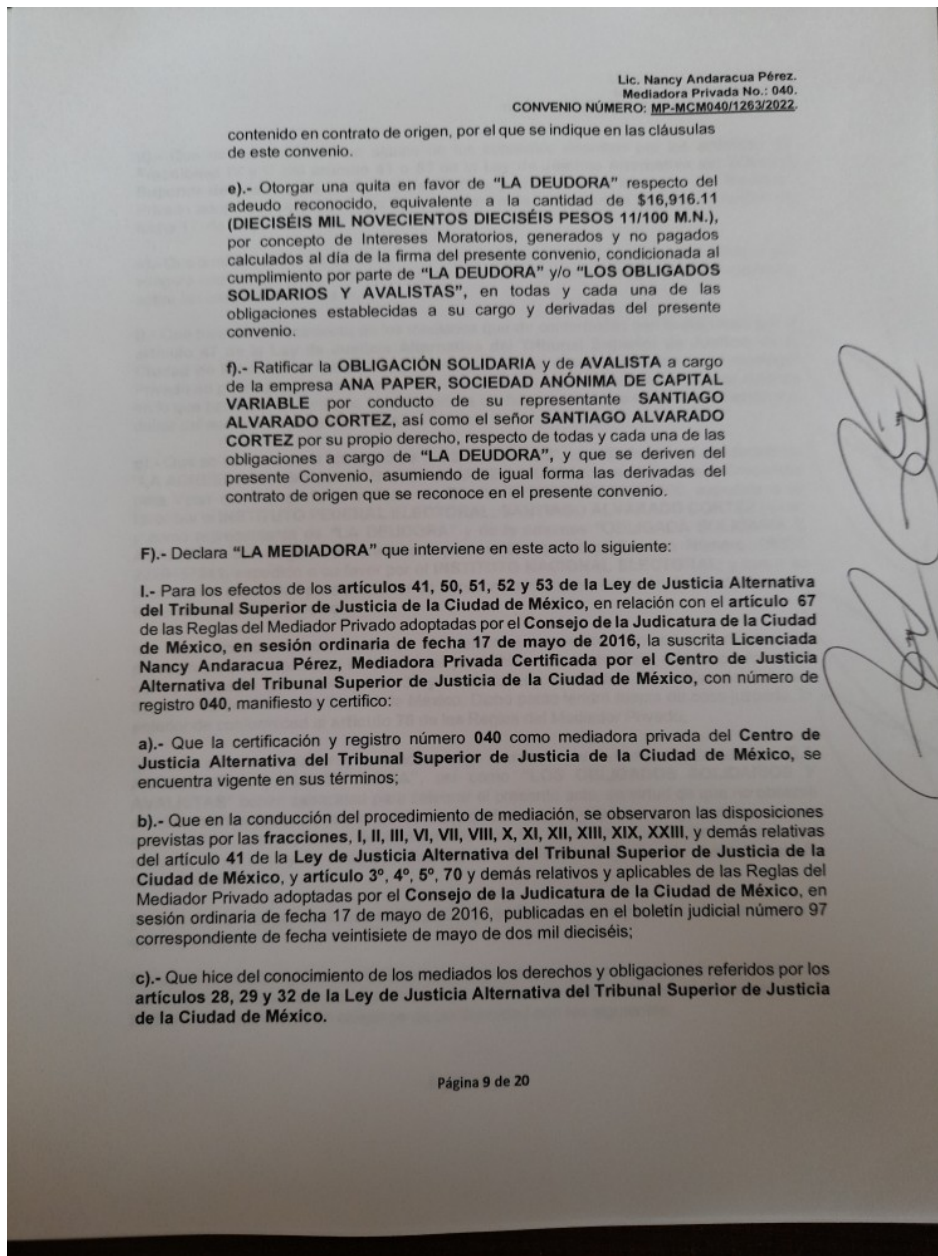 Lic. Nancy Andaracua Pérez.
Mediadora Privada No.: 040.
CONVENIO NÚMERO: MP-MCM040/1263/2022.
contenido en contrato de origen, por el que se indique en las cláusulas
de este convenio.
e).- Otorgar una quita en favor de “LA DEUDORA” respecto del
adeudo reconocido, equivalente a la cantidad de $16,916.11
(DIECISÉIS MIL NOVECIENTOS DIECISÉIS PESOS 11/100 M.N.),
por concepto de Intereses Moratorios, generados y no pagados
calculados al día de la firma del presente convenio, condicionada al
cumplimiento por parte de “LA DEUDORA” y/o “LOS OBLIGADOS
SOLIDARIOS Y AVALISTAS”, en todas y cada una de las
obligaciones establecidas a su cargo y derivadas del presente
convenio.
f).- Ratificar la OBLIGACIÓN SOLIDARIA y de AVALISTA a cargo
de la empresa ANA PAPER, SOCIEDAD ANÓNIMA DE CAPITAL
VARIABLE por conducto de su representante SANTIAGO
ALVARADO CORTEZ, así como el señor SANTIAGO ALVARADO
CORTEZ por su propio derecho, respecto de todas y cada una de las
obligaciones a cargo de “LA DEUDORA”, y que se deriven del
presente Convenio, asumiendo de igual forma las derivadas del
contrato de origen que se reconoce en el presente convenio.
F).- Declara “LA MEDIADORA” que interviene en este acto lo siguiente:
I.- Para los efectos de los artículos 41, 50, 51, 52 y 53 de la Ley de Justicia Alternativa
del Tribunal Superior de Justicia de la Ciudad de México, en relación con el artículo 67
de las Reglas del Mediador Privado adoptadas por el Consejo de la Judicatura de la Ciudad
de México, en sesión ordinaria de fecha 17 de mayo de 2016, la suscrita Licenciada
Nancy Andaracua Pérez, Mediadora Privada Certificada por el Centro de Justicia
Alternativa del Tribunal Superior de Justicia de la Ciudad de México, con número de
registro 040, manifiesto y certifico:
a).- Que la certificación y registro número 040 como mediadora privada del Centro de
Justicia Alternativa del Tribunal Superior de Justicia de la Ciudad de México, se
encuentra vigente en sus términos;
b).- Que en la conducción del procedimiento de mediación, se observaron las disposiciones
previstas por las fracciones, I, II, III, VI, VII, VIII, X, XI, XII, XIII, XIX, XXIII, y demás relativas
del artículo 41 de la Ley de Justicia Alternativa del Tribunal Superior de Justicia de la
Ciudad de México, y artículo 3º, 4º, 5º, 70 y demás relativos y aplicables de las Reglas del
Mediador Privado adoptadas por el Consejo de la Judicatura de la Ciudad de México, en
sesión ordinaria de fecha 17 de mayo de 2016, publicadas en el boletín judicial número 97
correspondiente de fecha veintisiete de mayo de dos mil dieciséis;
c).- Que hice del conocimiento de los mediados los derechos y obligaciones referidos por los
artículos 28, 29 y 32 de la Ley de Justicia Alternativa del Tribunal Superior de Justicia
de la Ciudad de México.
Página 9 de 20